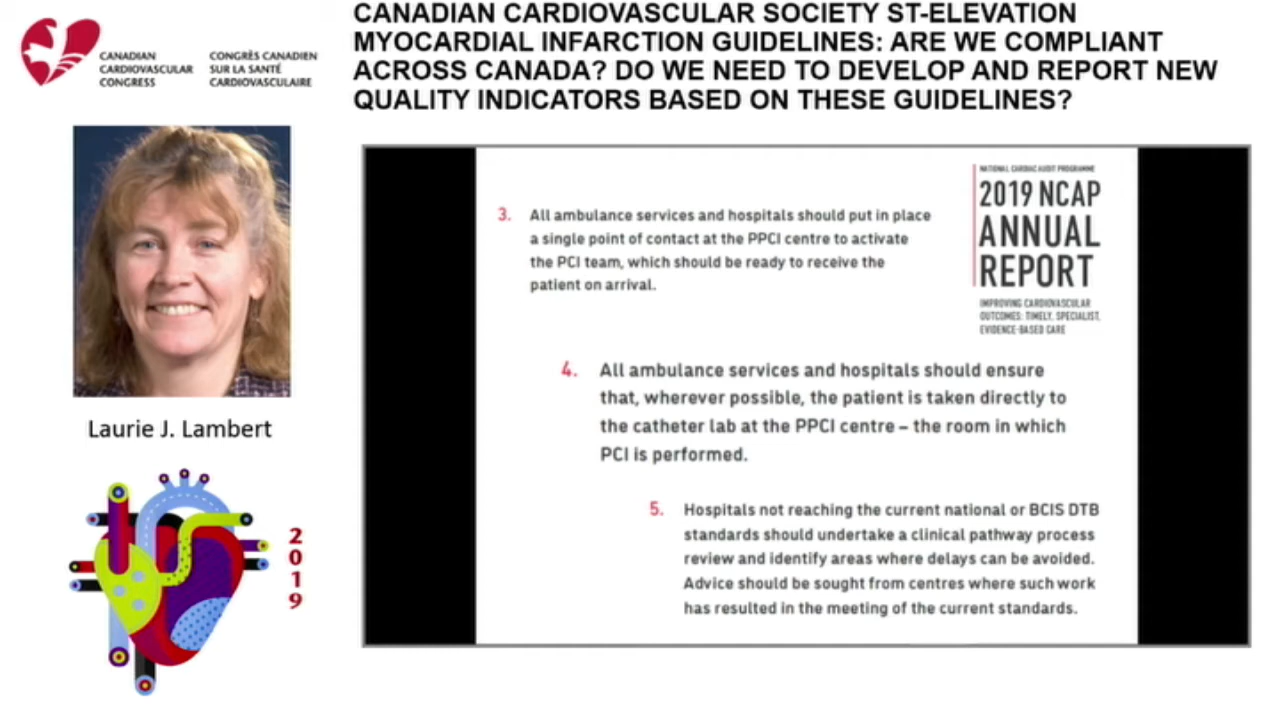 CANADIAN
CARDIOVASCULAR
CONGRESS
CONGRÈS CANADIEN
SUR LA SANTÉ
CARDIOVASCULAIRE
CANADIAN CARDIOVASCULAR SOCIETY ST-ELEVATION
MYOCARDIAL INFARCTION GUIDELINES: ARE WE COMPLIANT
ACROSS CANADA? DO WE NEED TO DEVELOP AND REPORT NEW
QUALITY INDICATORS BASED ON THESE GUIDELINES?
Laurie J. Lambert
2019
NATIONAL CARDIAC AUDIT PROGRAMME
2019 NCAP
ANNUAL
REPORT
IMPROVING CARDIOVASCULAR
OUTCOMES: TIMELY, SPECIALIST,
EVIDENCE-BASED CARE
3. All ambulance services and hospitals should put in place
a single point of contact at the PPCI centre to activate
the PCI team, which should be ready to receive the
patient on arrival.
4. All ambulance services and hospitals should ensure
that, wherever possible, the patient is taken directly to
the catheter lab at the PPCI centre – the room in which
PCI is performed.
5. Hospitals not reaching the current national or BCIS DTB
standards should undertake a clinical pathway process
review and identify areas where delays can be avoided.
Advice should be sought from centres where such work
has resulted in the meeting of the current standards.